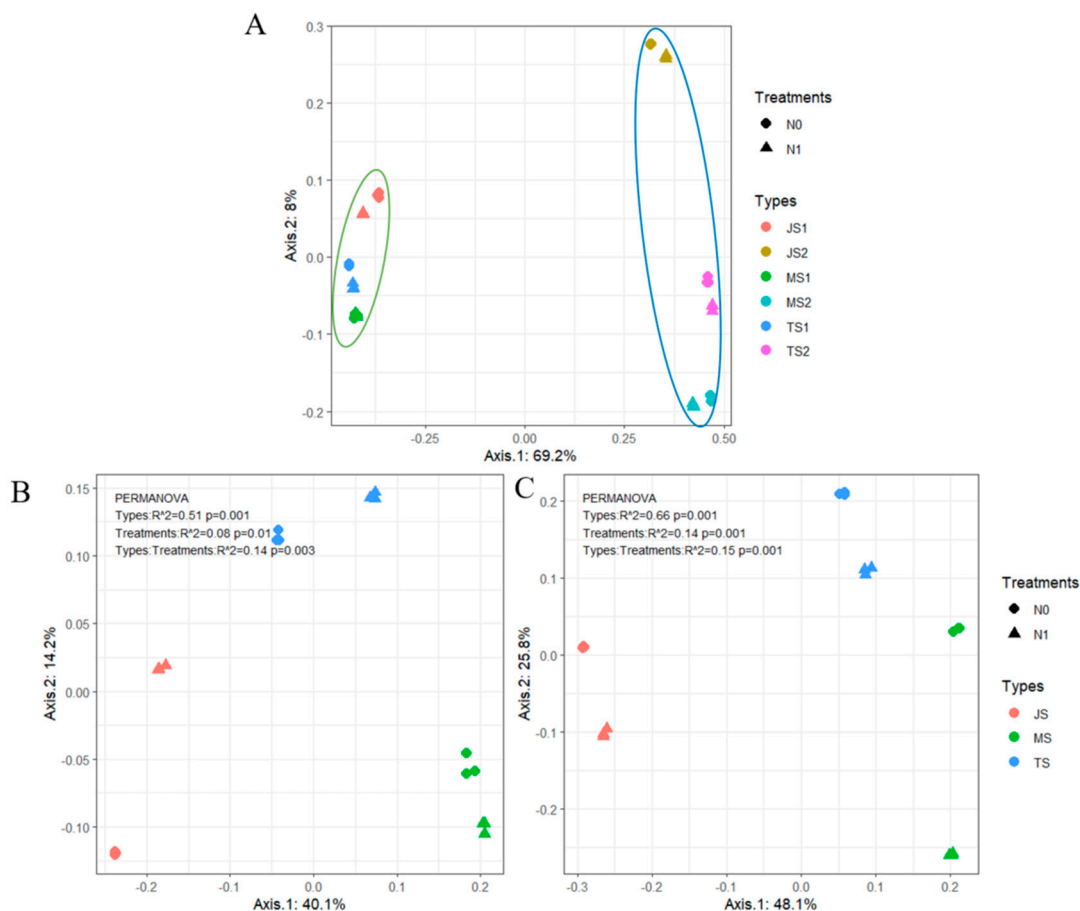 A
0.3
0.2
0.1
0.0
-0.1
-0.2
Axis.2: 8%
-0.25
0.00
0.25
0.50
Axis.1: 69.2%
Treatments
N0
N1
Types
JS1
JS2
MS1
MS2
TS1
TS2
B
PERMANOVA
Types:R^2=0.51 p=0.001
Treatments:R^2=0.08 p=0.01
Types:Treatments:R^2=0.14 p=0.003
0.15
0.10
0.05
0.00
-0.05
-0.10
Axis.2: 14.2%
-0.2
-0.1
0.0
0.1
0.2
Axis.1: 40.1%
C
PERMANOVA
Types:R^2=0.66 p=0.001
Treatments:R^2=0.14 p=0.001
Types:Treatments:R^2=0.15 p=0.001
0.2
0.1
0.0
-0.1
-0.2
Axis.2: 25.8%
-0.3
-0.2
-0.1
0.0
0.1
0.2
Axis.1: 48.1%
Treatments
N0
N1
Types
JS
MS
TS